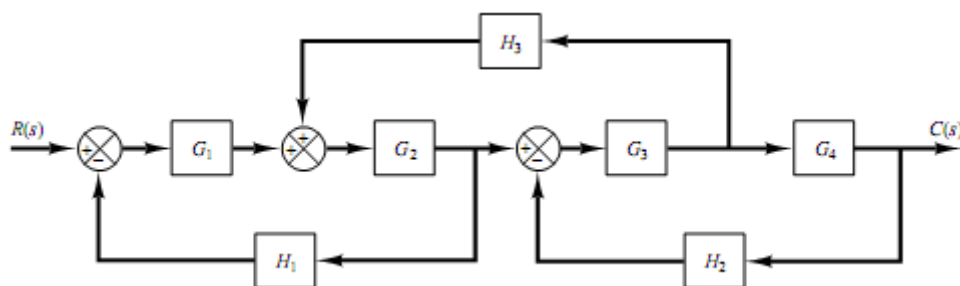 H₃
R(s)
+
−
G₁
+
+
G₂
+
−
G₃
G₄
C(s)
H₁
H₂